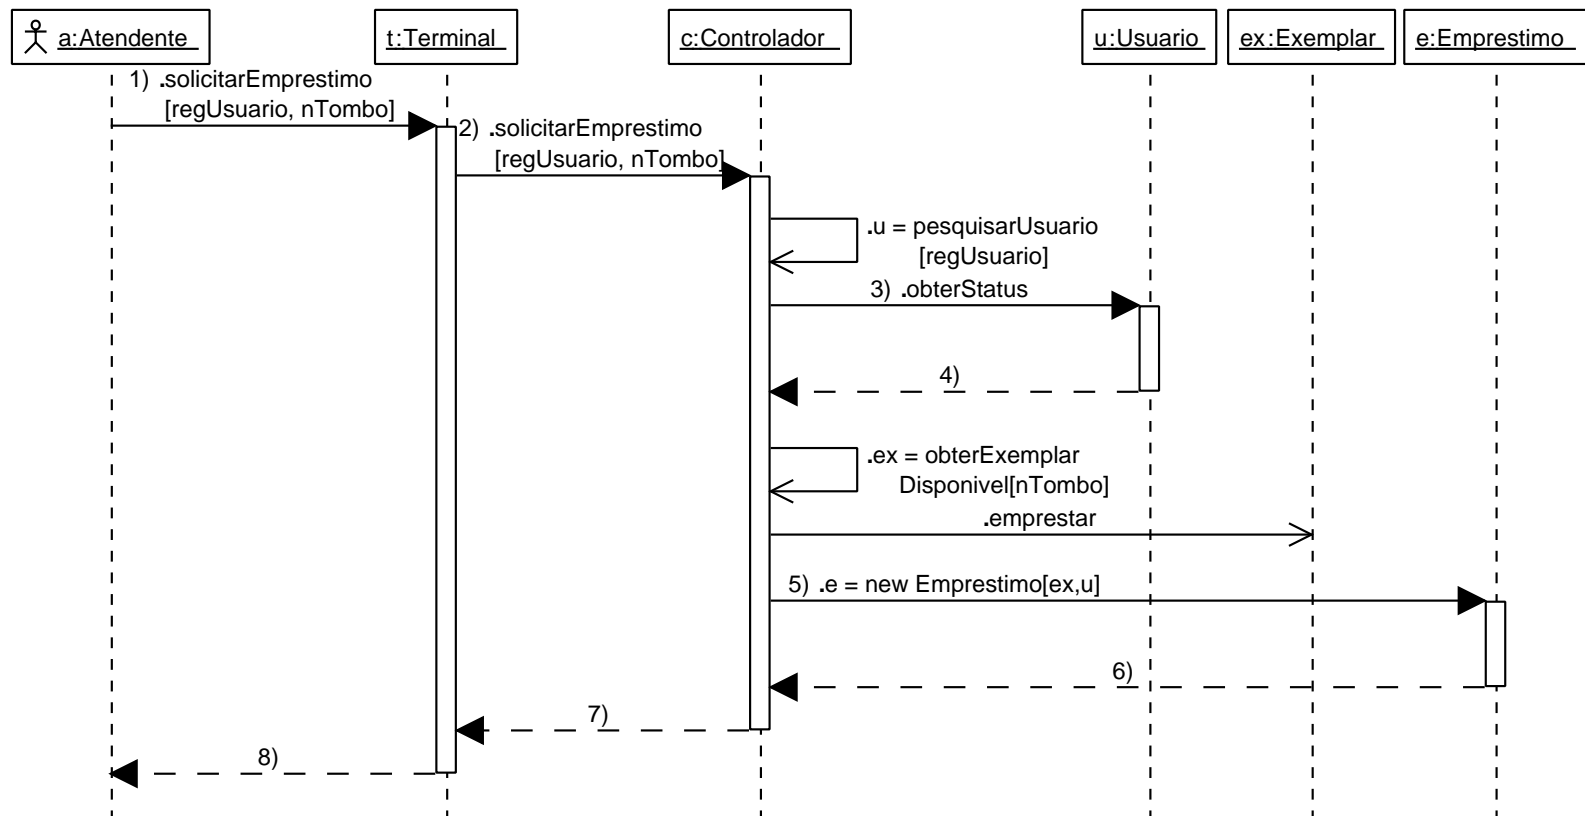 a:Atendente
t:Terminal
c:Controlador
u:Usuario
ex:Exemplar
e:Emprestimo
1) .solicitarEmprestimo
[regUsuario, nTombo]
2) .solicitarEmprestimo
[regUsuario, nTombo]
.u = pesquisarUsuario
[regUsuario]
3) .obterStatus
4)
.ex = obterExemplar
Disponivel[nTombo]
.emprestar
5) .e = new Emprestimo[ex,u]
6)
7)
8)